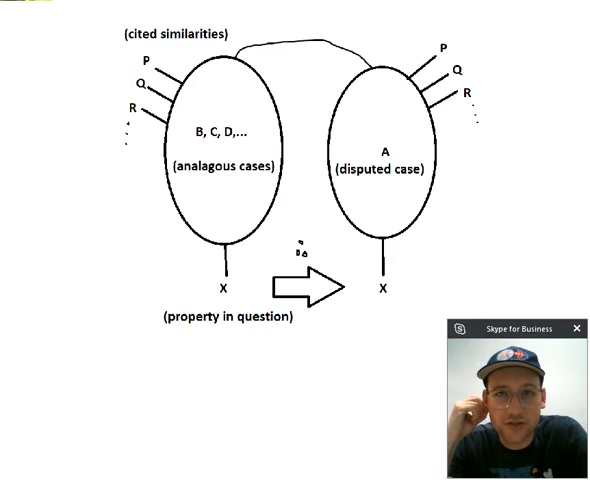 (cited similarities)
P
Q
R
B, C, D,...
(analagous cases)
X
P
Q
R
A
(disputed case)
X
(property in question)
Skype for Business